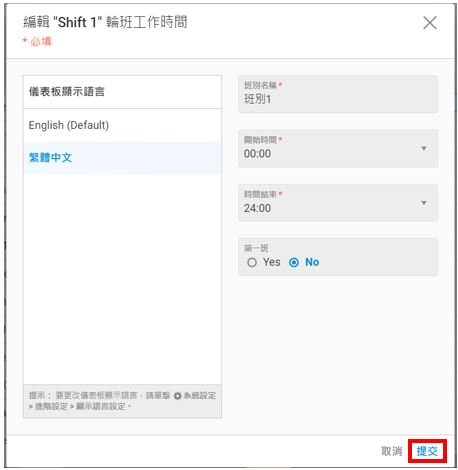 編輯 "Shift 1" 輪班工作時間
* 必填
儀表板顯示語言
English (Default)
繁體中文
提示： 要更改儀表板顯示語言，請單擊 系統設定
> 進階設定 > 顯示語言設定。
班別名稱 *
班別1
開始時間 *
00:00
時間結束 *
24:00
第一班
Yes No
取消 提交